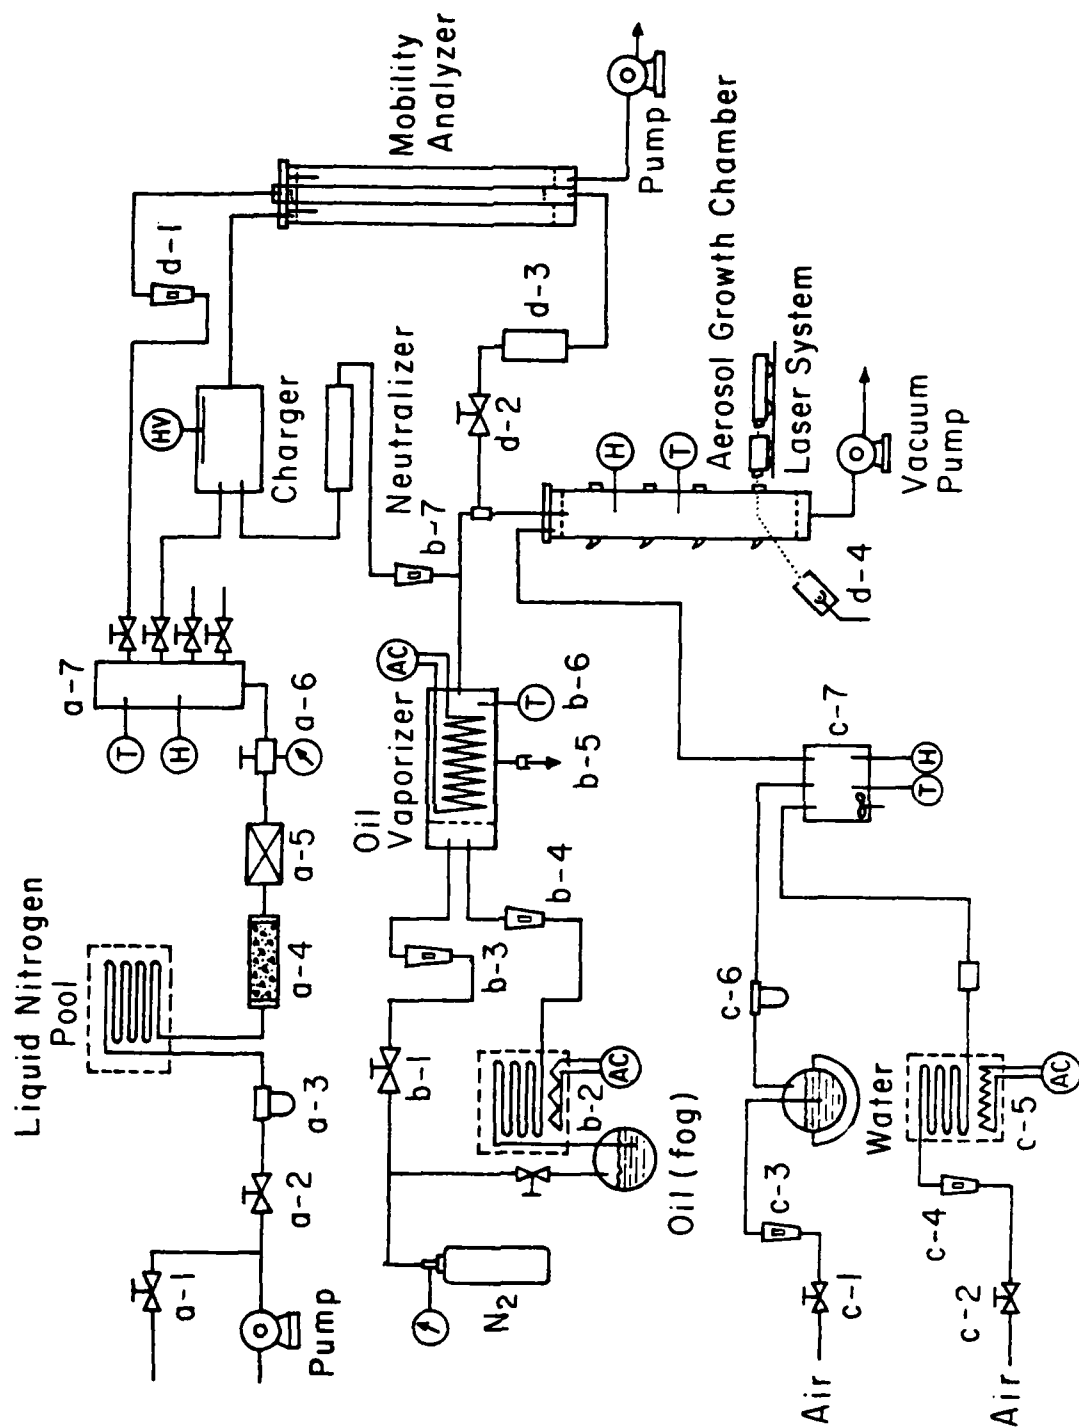 Liquid Nitrogen
Pool
a-1
a-2
a-3
a-4
a-5
a-6
a-7
T
H
Pump
HV
Charger
d-1
Mobility
Analyzer
Pump
Neutralizer
d-2
d-3
N2
b-1
b-2
AC
Oil (fog)
b-3
b-4
Oil
Vaporizer
AC
b-5
b-6
T
b-7
H
T
Aerosol Growth Chamber
Laser System
d-4
Vacuum
Pump
Air
c-1
c-3
Water
c-6
c-7
T
H
Air
c-2
c-4
c-5
AC